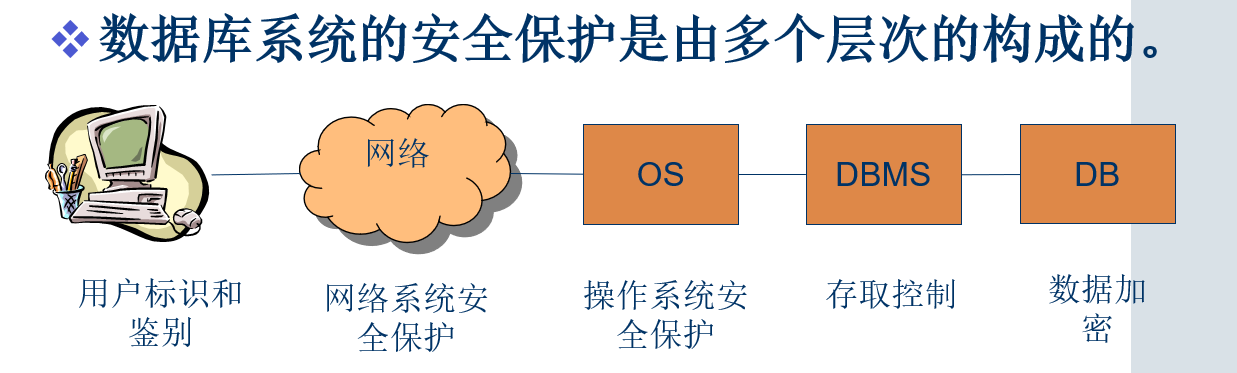 数据库系统的安全保护是由多个层次的构成的。
网络
OS
DBMS
DB
用户标识和
鉴别
网络系统安
全保护
操作系统安
全保护
存取控制
数据加
密